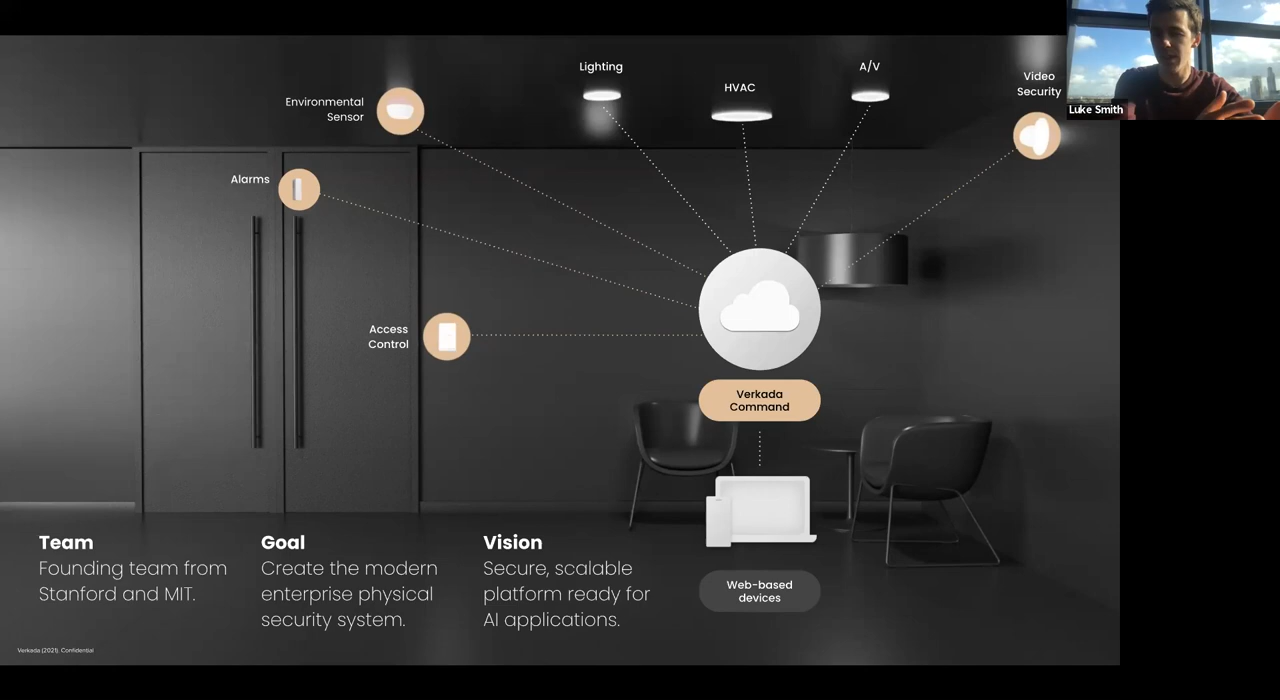 Lighting
A/V
HVAC
Video
Security
Luke Smith
Environmental
Sensor
Alarms
Access
Control
Verkada
Command
Team
Founding team from
Stanford and MIT.
Goal
Create the modern
enterprise physical
security system.
Vision
Secure, scalable
platform ready for
AI applications.
Web-based
devices
Verkada (2021). Confidential